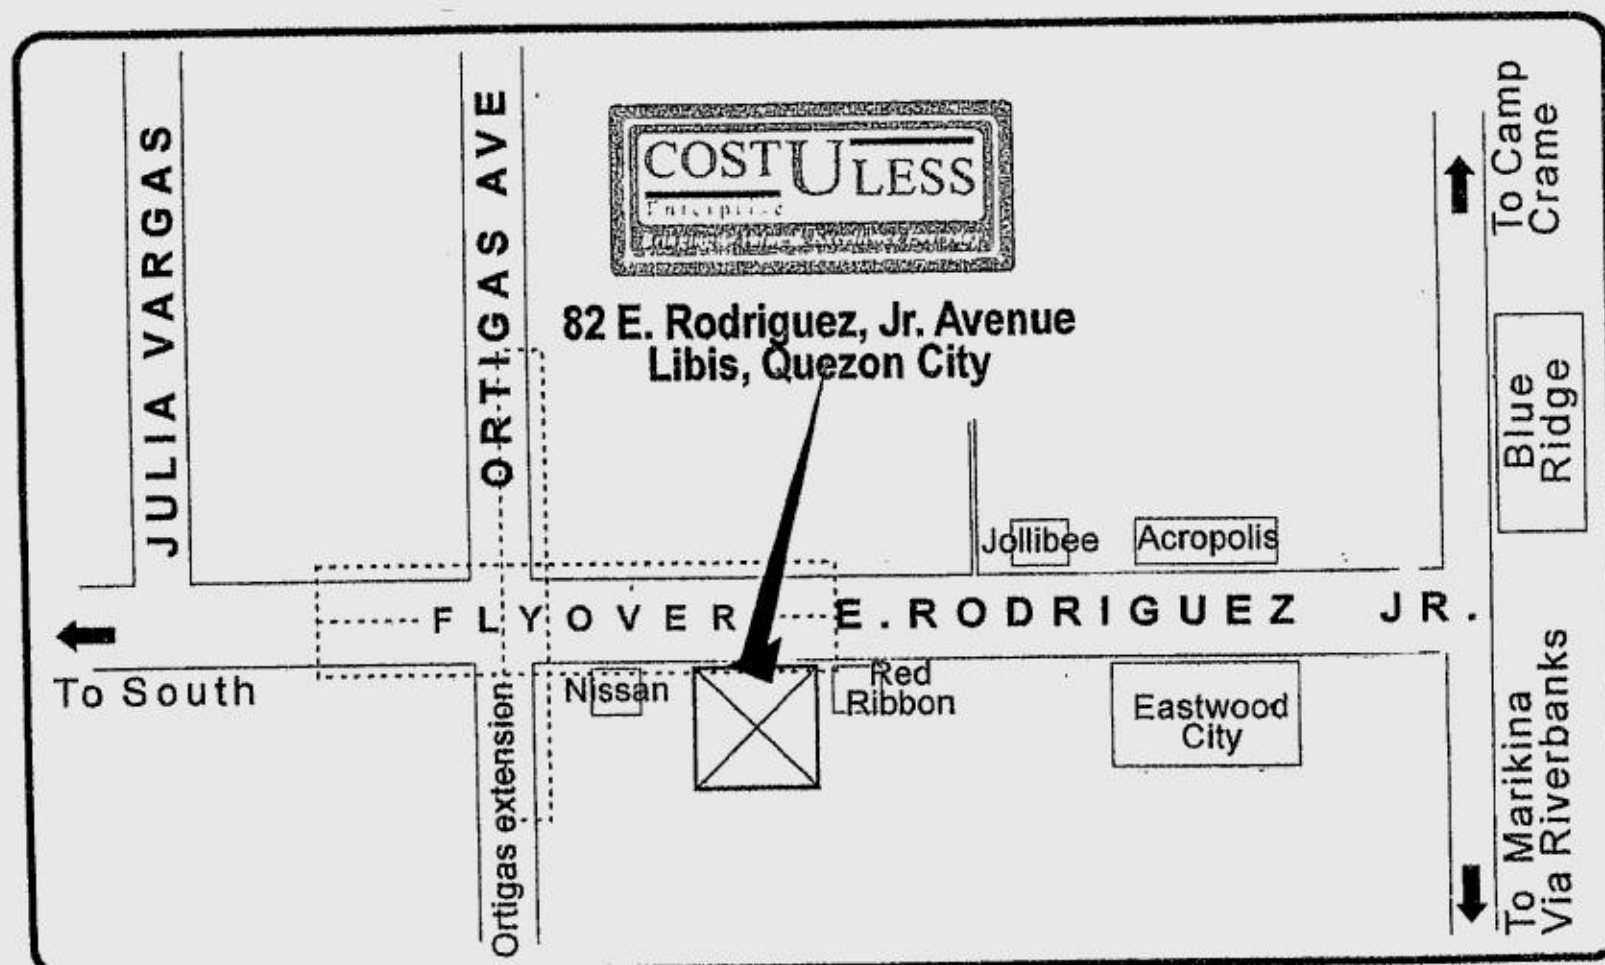 JULIA VARGAS
ORTIGAS AVE
COST U LESS
Enterprise
82 E. Rodriguez, Jr. Avenue
Libis, Quezon City
To Camp
Crame
Blue
Ridge
Jollibee
Acropolis
FLYOVER
E. RODRIGUEZ JR.
To South
Ortigas extension
Nissan
Red
Ribbon
Eastwood
City
To Marikina
Via Riverbanks